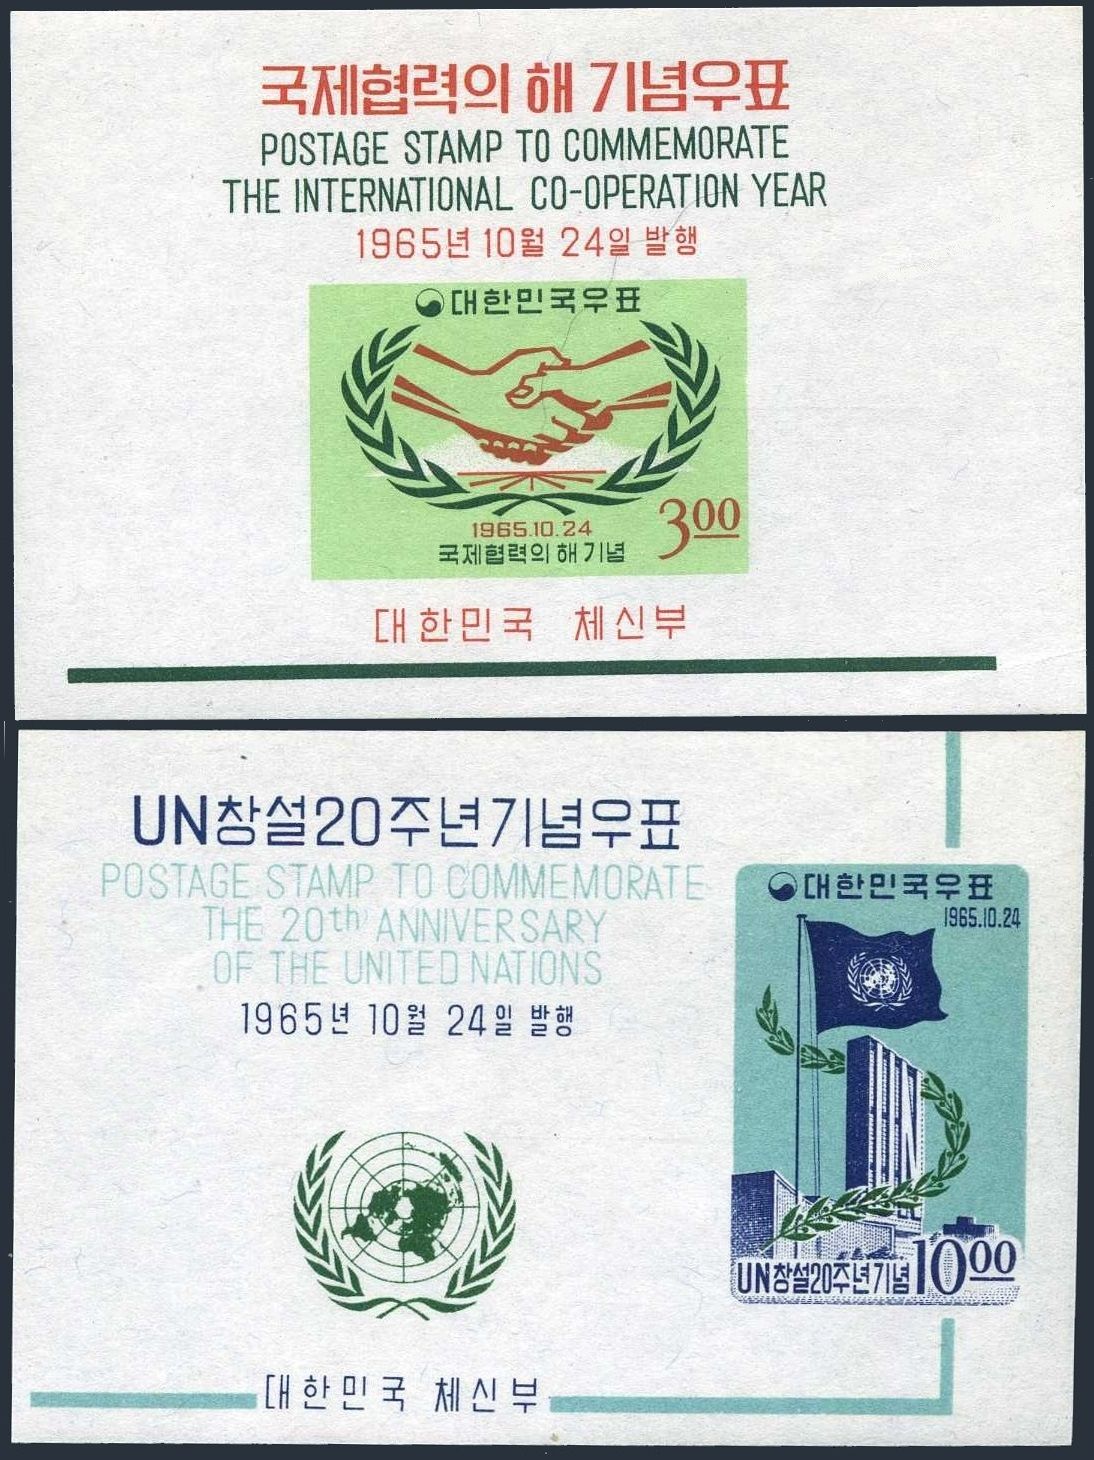 국제협력의 해 기념우표
POSTAGE STAMP TO COMMEMORATE
THE INTERNATIONAL CO-OPERATION YEAR
1965년 10월 24일 발행
대한민국우표
1965.10.24
국제협력의 해 기념
3.00
대한민국 체신부
UN창설20주년기념우표
POSTAGE STAMP TO COMMEMORATE
THE 20th ANNIVERSARY
OF THE UNITED NATIONS
1965년 10월 24일 발행
대한민국우표
1965.10.24
UN창설20주년기념
10.00
대한민국 체신부